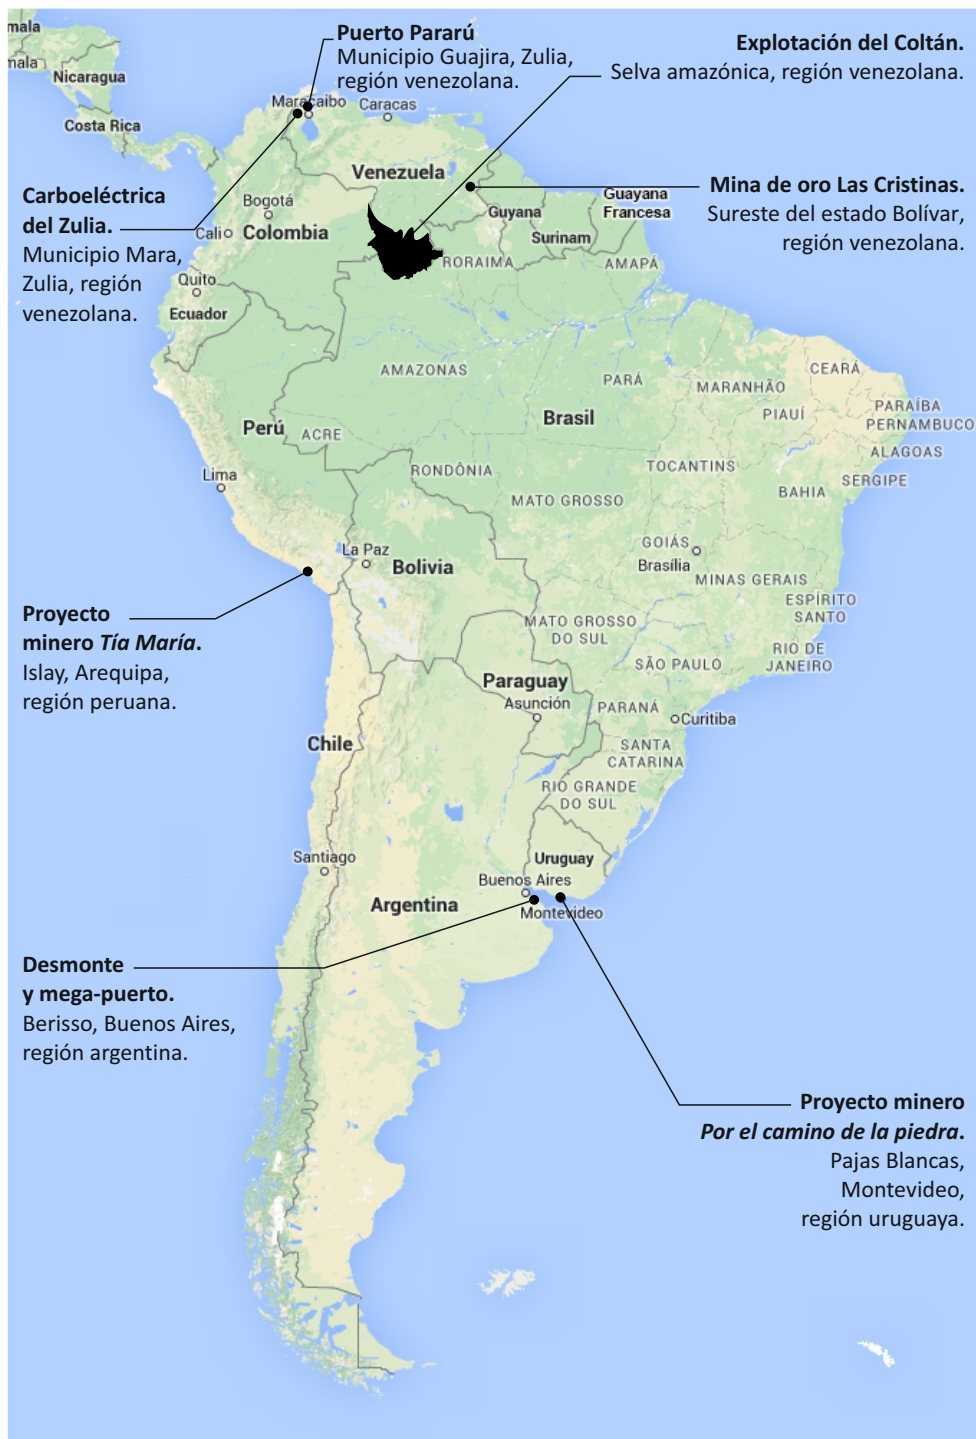 mala
mala
Nicaragua
Costa Rica
Puerto Pararú
Municipio Guajira, Zulia,
región venezolana.
Explotación del Coltán.
Selva amazónica, región venezolana.
Maracaibo
Caracas
Venezuela
Carboeléctrica
del Zulia.
Municipio Mara,
Zulia, región
venezolana.
Mina de oro Las Cristinas.
Sureste del estado Bolívar,
región venezolana.
Bogotá
Cali
Colombia
Guyana
Guayana
Francesa
Surinam
RORAIMA
AMAPÁ
Quito
Ecuador
AMAZONAS
PARÁ
MARANHÃO
CEARÁ
PIAUÍ
PARAÍBA
PERNAMBUCO
ALAGOAS
SERGIPE
Perú
ACRE
Brasil
Lima
RONDÔNIA
TOCANTINS
MATO GROSSO
BAHIA
La Paz
Bolivia
GOIÁS
Brasília
MINAS GERAIS
ESPÍRITO
SANTO
Proyecto
minero Tía María.
Islay, Arequipa,
región peruana.
MATO GROSSO
DO SUL
SÃO PAULO
RIO DE
JANEIRO
Paraguay
Asunción
PARANÁ
Curitiba
Chile
SANTA
CATARINA
RIO GRANDE
DO SUL
Santiago
Uruguay
Buenos Aires
Argentina
Montevideo
Desmonte
y mega-puerto.
Berisso, Buenos Aires,
región argentina.
Proyecto minero
Por el camino de la piedra.
Pajas Blancas,
Montevideo,
región uruguaya.